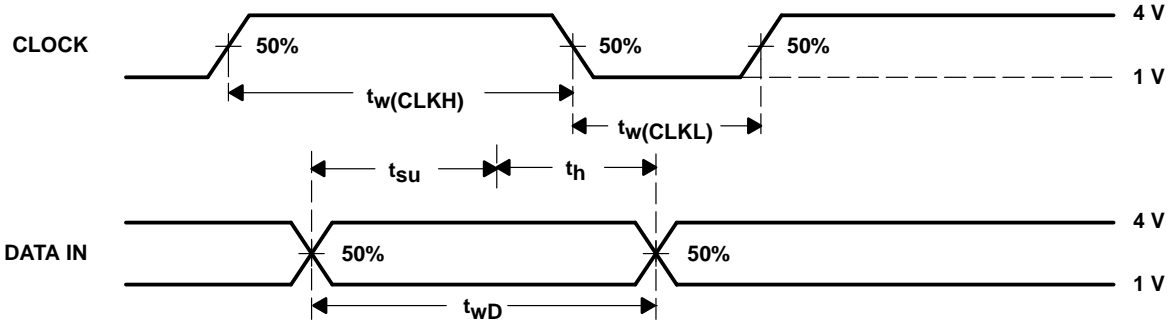 4 V
CLOCK 50% 50% 50%
1 V
tw(CLKH)
tw(CLKL)
tsu th
4 V
DATA IN 50% 50%
1 V
twD